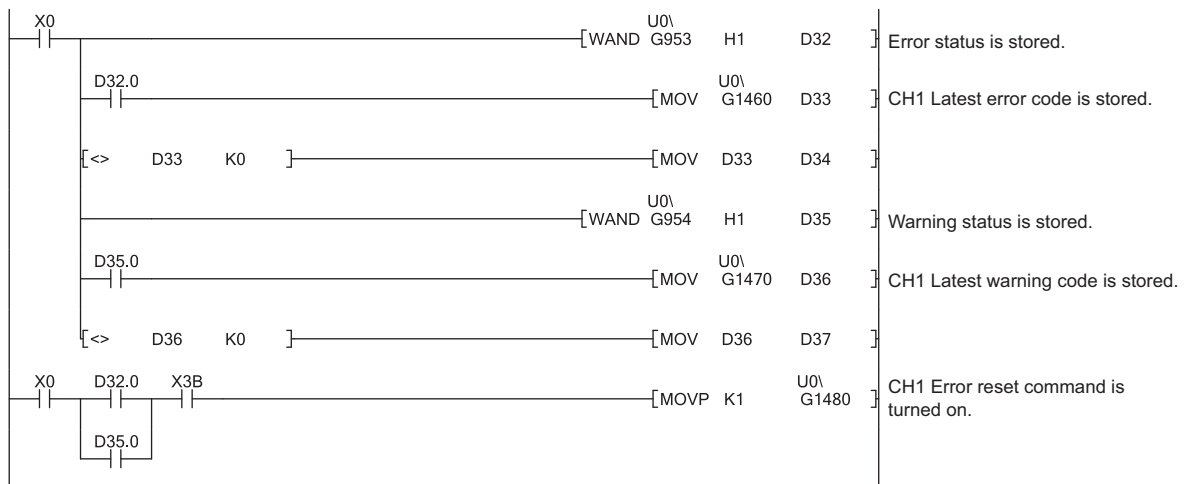 X0
U0\
[WAND G953 H1 D32 ] Error status is stored.
D32.0
U0\
[MOV G1460 D33 ] CH1 Latest error code is stored.
[<> D33 K0 ] [MOV D33 D34 ]
U0\
[WAND G954 H1 D35 ] Warning status is stored.
D35.0
U0\
[MOV G1470 D36 ] CH1 Latest warning code is stored.
[<> D36 K0 ] [MOV D36 D37 ]
X0 D32.0 X3B
U0\
[MOVP K1 G1480 ] CH1 Error reset command is
turned on.
D35.0